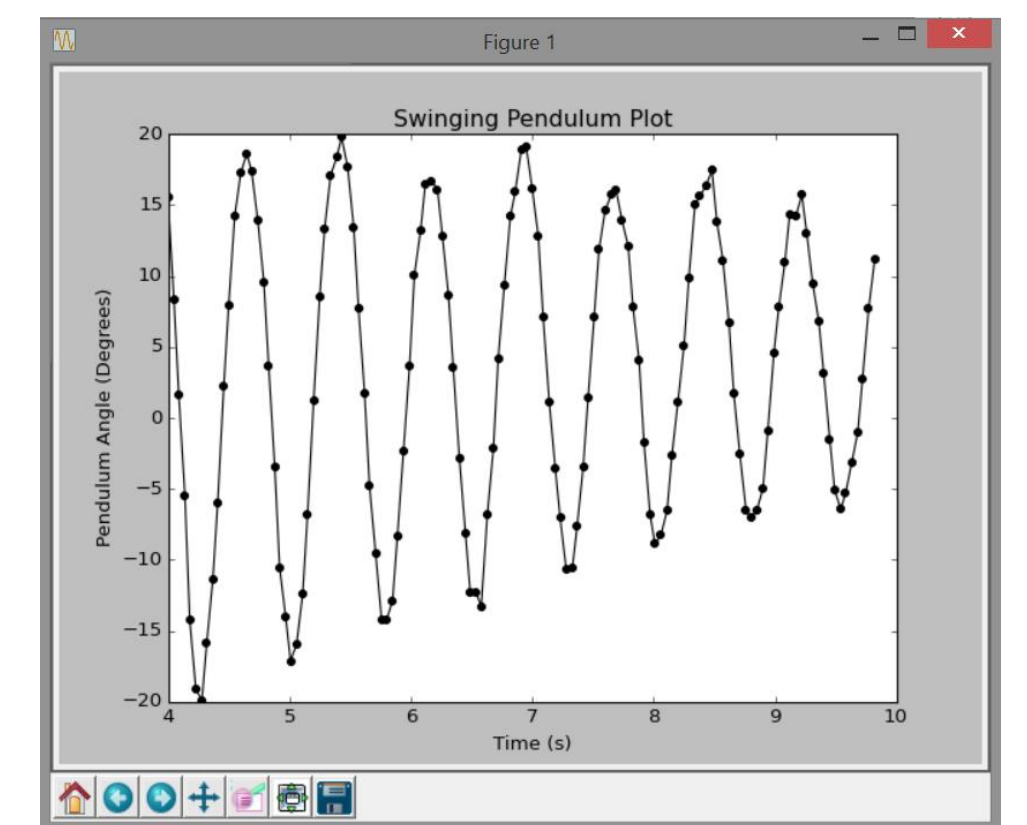 Figure 1
Swinging Pendulum Plot
20
15
10
5
0
−5
−10
−15
−20
Pendulum Angle (Degrees)
4 5 6 7 8 9 10
Time (s)